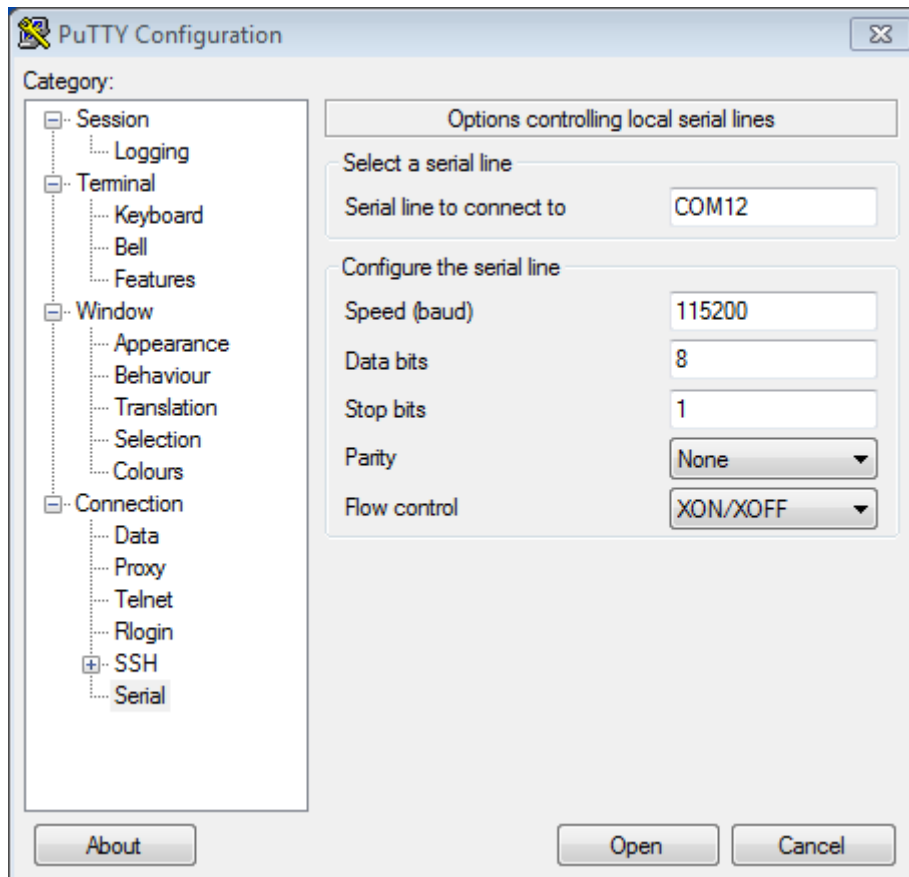 PuTTY Configuration
Category:
Session
Logging
Terminal
Keyboard
Bell
Features
Window
Appearance
Behaviour
Translation
Selection
Colours
Connection
Data
Proxy
Telnet
Rlogin
SSH
Serial
Options controlling local serial lines
Select a serial line
Serial line to connect to COM12
Configure the serial line
Speed (baud) 115200
Data bits 8
Stop bits 1
Parity None
Flow control XON/XOFF
About Open Cancel